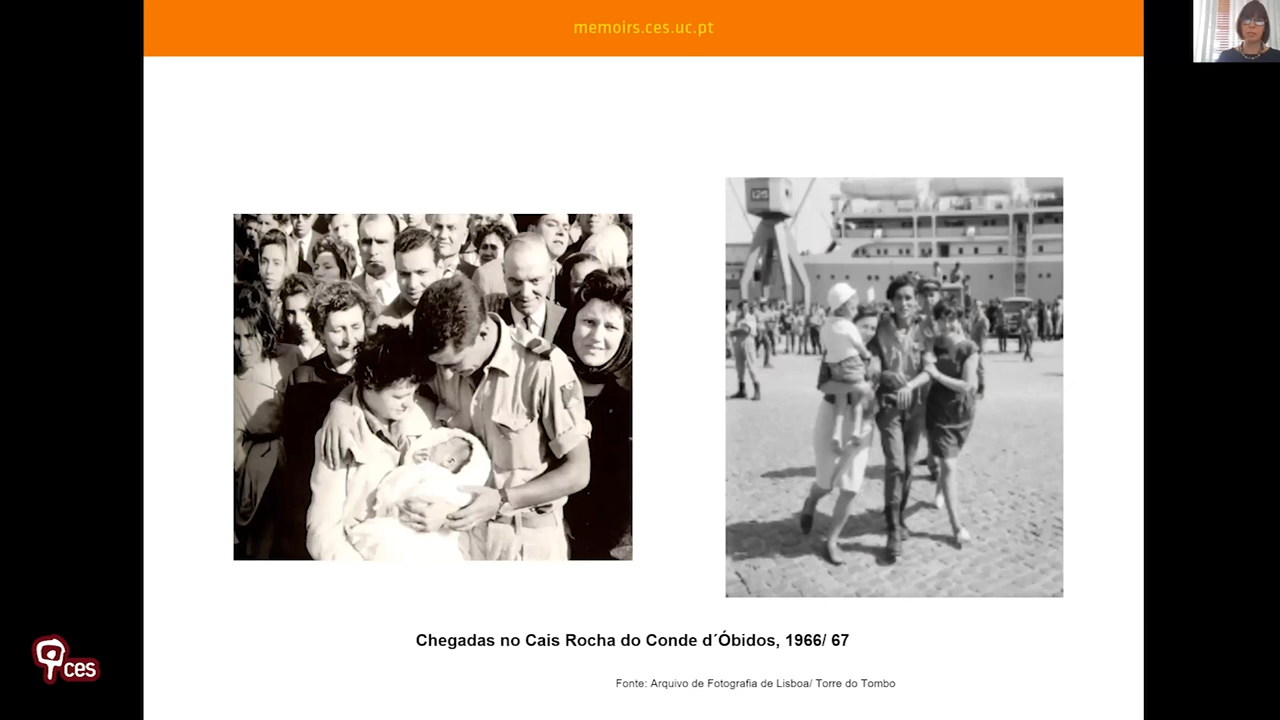 memoirs.ces.uc.pt
Chegadas no Cais Rocha do Conde d´Óbidos, 1966/ 67
Fonte: Arquivo de Fotografia de Lisboa/ Torre do Tombo
ces